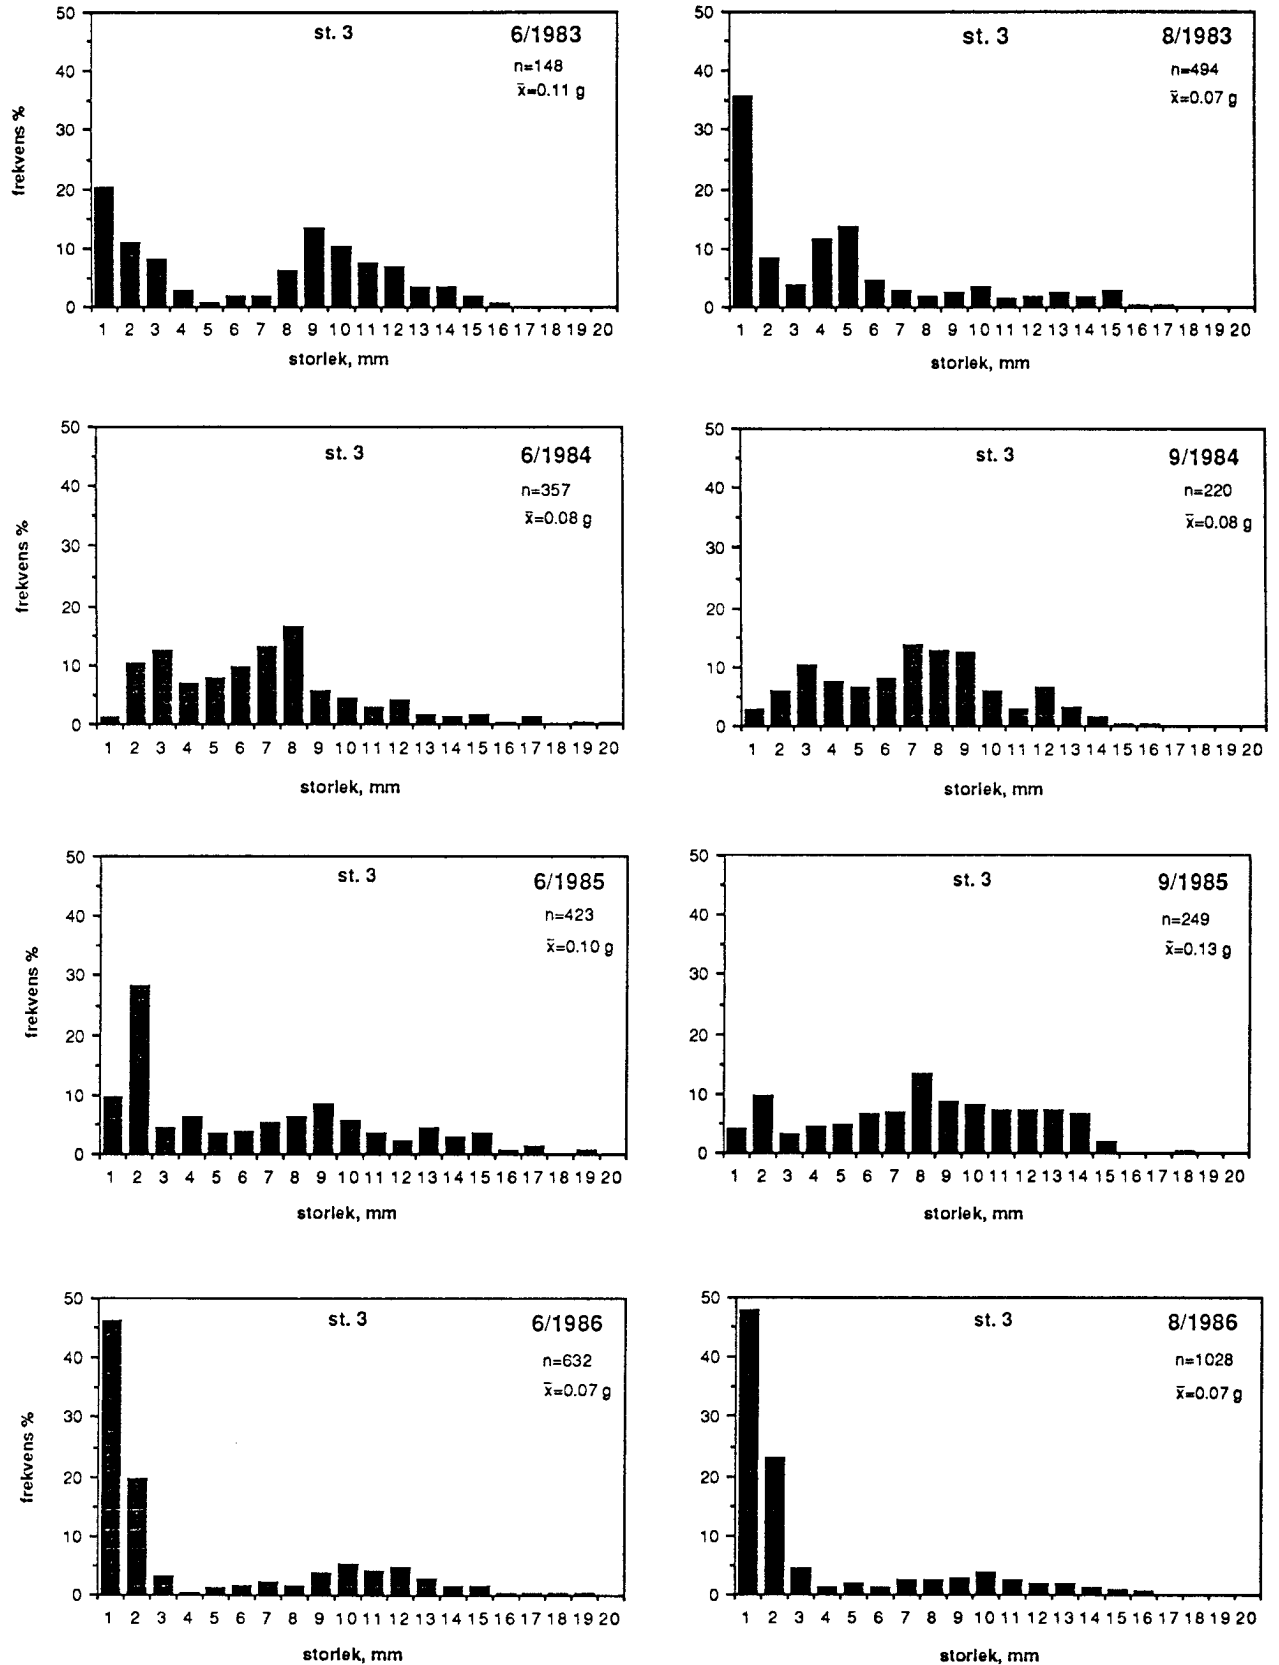 st. 3 6/1983
n=148
x̄=0.11 g
frekvens %
50
40
30
20
10
0
1 2 3 4 5 6 7 8 9 10 11 12 13 14 15 16 17 18 19 20
storlek, mm
st. 3 8/1983
n=494
x̄=0.07 g
50
40
30
20
10
0
1 2 3 4 5 6 7 8 9 10 11 12 13 14 15 16 17 18 19 20
storlek, mm
st. 3 6/1984
n=357
x̄=0.08 g
frekvens %
50
40
30
20
10
0
1 2 3 4 5 6 7 8 9 10 11 12 13 14 15 16 17 18 19 20
storlek, mm
st. 3 9/1984
n=220
x̄=0.08 g
50
40
30
20
10
0
1 2 3 4 5 6 7 8 9 10 11 12 13 14 15 16 17 18 19 20
storlek, mm
st. 3 6/1985
n=423
x̄=0.10 g
frekvens %
50
40
30
20
10
0
1 2 3 4 5 6 7 8 9 10 11 12 13 14 15 16 17 18 19 20
storlek, mm
st. 3 9/1985
n=249
x̄=0.13 g
50
40
30
20
10
0
1 2 3 4 5 6 7 8 9 10 11 12 13 14 15 16 17 18 19 20
storlek, mm
st. 3 6/1986
n=632
x̄=0.07 g
frekvens %
50
40
30
20
10
0
1 2 3 4 5 6 7 8 9 10 11 12 13 14 15 16 17 18 19 20
storlek, mm
st. 3 8/1986
n=1028
x̄=0.07 g
50
40
30
20
10
0
1 2 3 4 5 6 7 8 9 10 11 12 13 14 15 16 17 18 19 20
storlek, mm